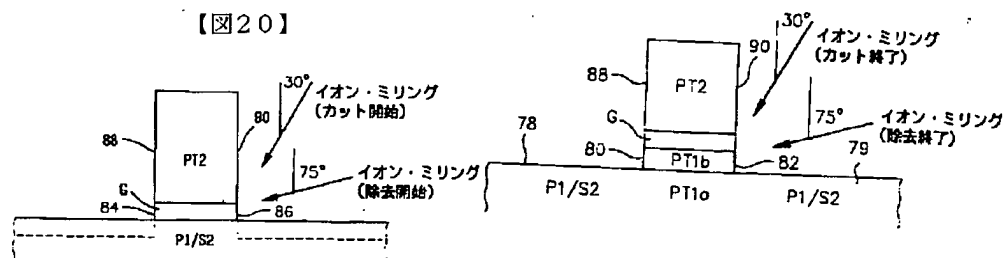 【図20】
30°
イオン・ミリング
(カット開始)
88
80
PT2
75°
イオン・ミリング
(除去開始)
G
84
86
P1/S2
30°
イオン・ミリング
(カット終了)
90
88
PT2
75°
イオン・ミリング
(除去終了)
G
78
80
PT1b
82
79
P1/S2
PT1a
P1/S2